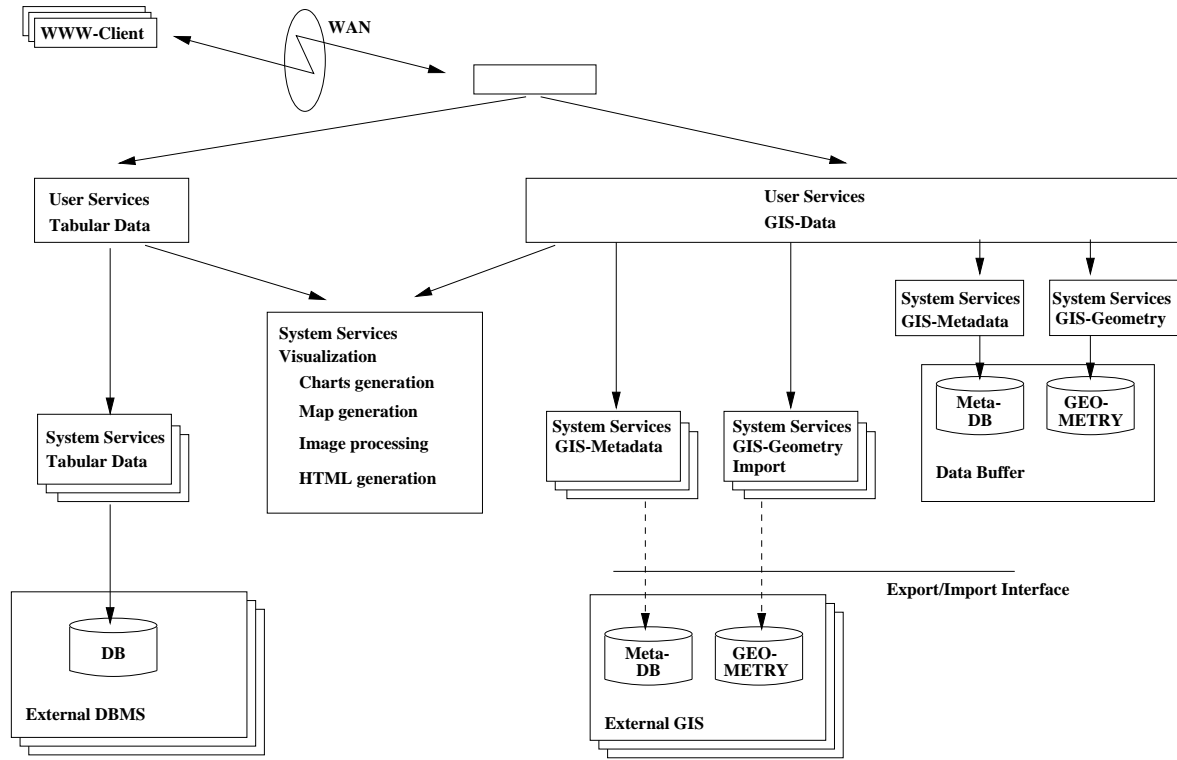 WWW-Client
WAN
User Services
Tabular Data
User Services
GIS-Data
System Services
GIS-Metadata
System Services
GIS-Geometry
System Services
Visualization
Charts generation
Map generation
Image processing
HTML generation
Meta-
DB
GEO-
METRY
Data Buffer
System Services
Tabular Data
System Services
GIS-Metadata
System Services
GIS-Geometry
Import
Export/Import Interface
DB
External DBMS
Meta-
DB
GEO-
METRY
External GIS